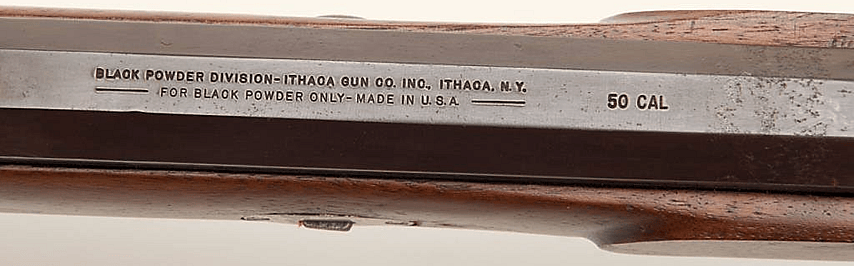 BLACK POWDER DIVISION-ITHACA GUN CO. INC., ITHACA, N.Y.
FOR BLACK POWDER ONLY-MADE IN U.S.A.
50 CAL